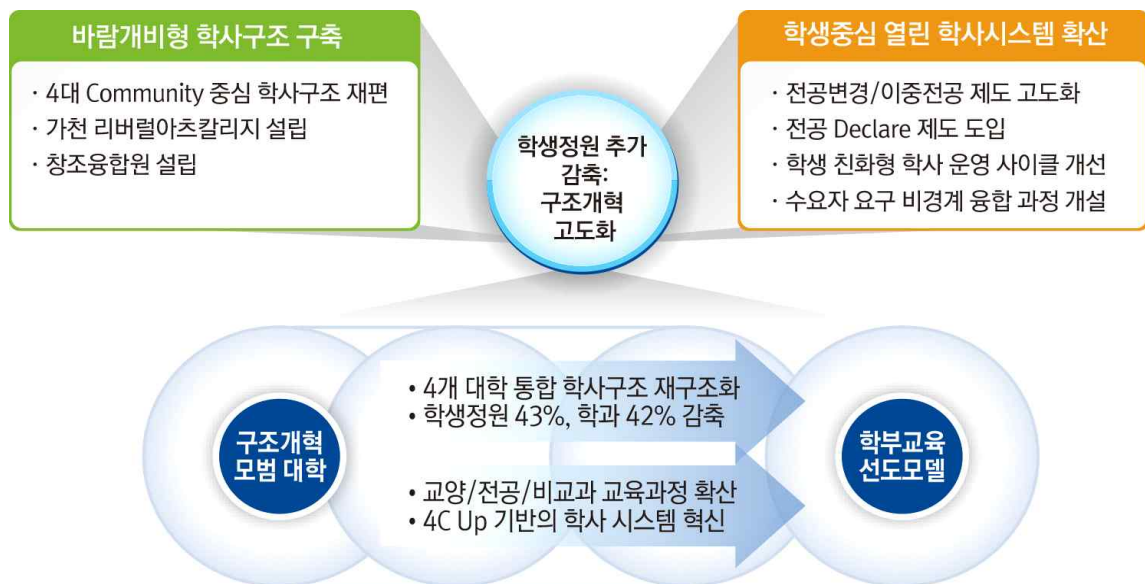 바람개비형 학사구조 구축
· 4대 Community 중심 학사구조 재편
· 가천 리버럴아츠칼리지 설립
· 창조융합원 설립
학생정원 추가
감축:
구조개혁
고도화
학생중심 열린 학사시스템 확산
· 전공변경/이중전공 제도 고도화
· 전공 Declare 제도 도입
· 학생 친화형 학사 운영 사이클 개선
· 수요자 요구 비경계 융합 과정 개설
구조개혁
모범 대학
• 4개 대학 통합 학사구조 재구조화
• 학생정원 43%, 학과 42% 감축
• 교양/전공/비교과 교육과정 확산
• 4C Up 기반의 학사 시스템 혁신
학부교육
선도모델